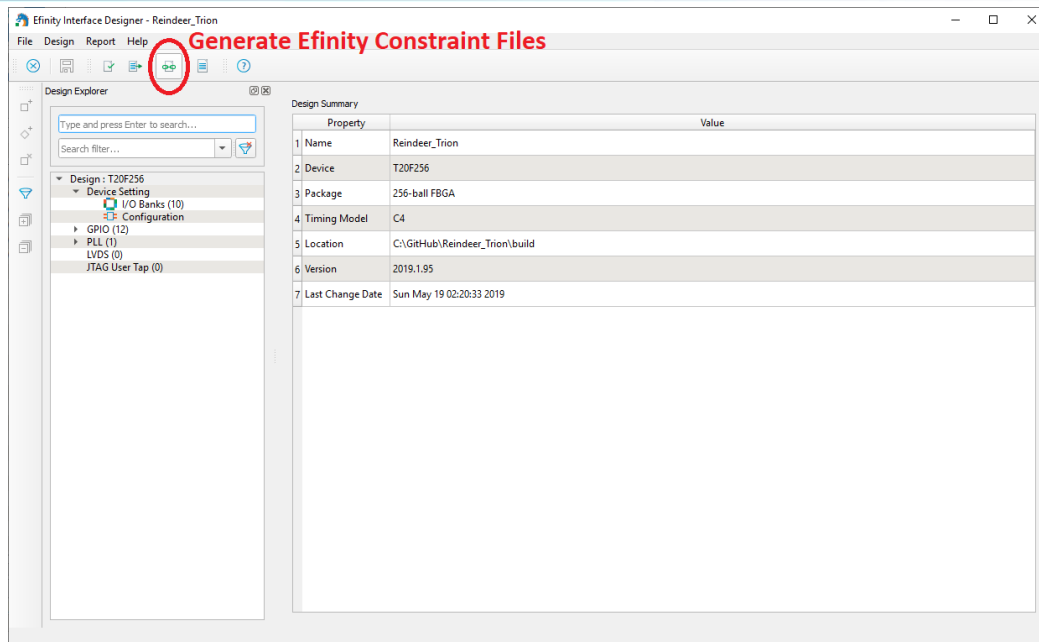 Efinity Interface Designer - Reindeer_Trion
File Design Report Help
Generate Efinity Constraint Files
Design Explorer
Type and press Enter to search...
Search filter...
Design : T20F256
Device Setting
I/O Banks (10)
Configuration
GPIO (12)
PLL (1)
LVDS (0)
JTAG User Tap (0)
Design Summary
Property Value
1 Name Reindeer_Trion
2 Device T20F256
3 Package 256-ball FBGA
4 Timing Model C4
5 Location C:\GitHub\Reindeer_Trion\build
6 Version 2019.1.95
7 Last Change Date Sun May 19 02:20:33 2019